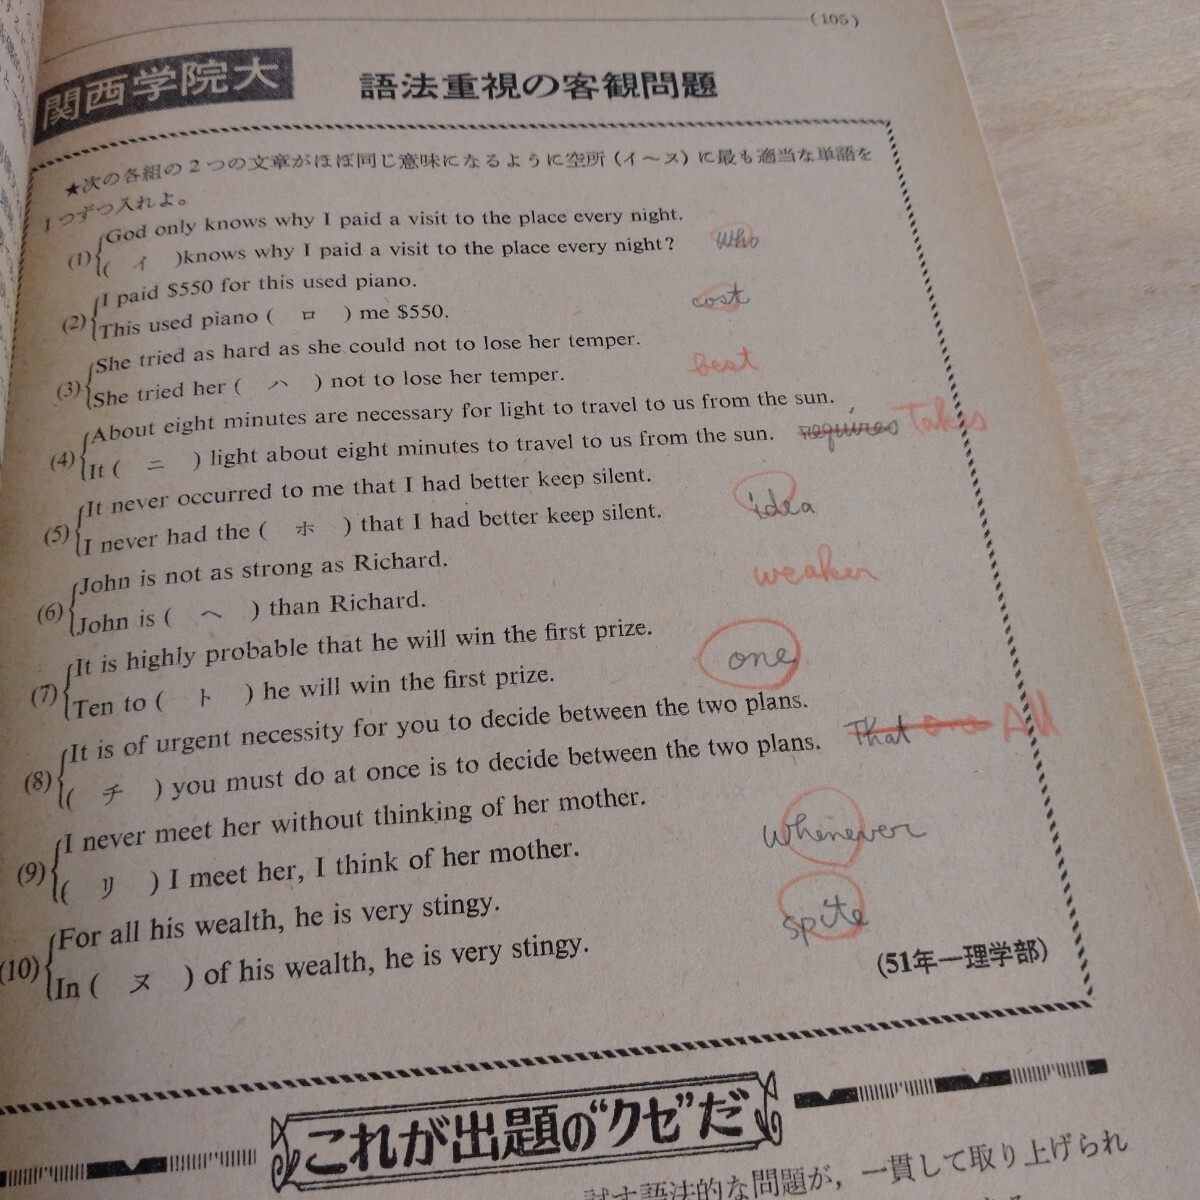 (105)
関西学院大 語法重視の客観問題
★次の各組の2つの文章がほぼ同じ意味になるように空所(イ〜ヌ)に最も適当な単語を
1つずつ入れよ。
(1) God only knows why I paid a visit to the place every night.
( イ )knows why I paid a visit to the place every night? Who
(2) I paid $550 for this used piano.
This used piano ( ロ ) me $550. cost
(3) She tried as hard as she could not to lose her temper.
She tried her ( ハ ) not to lose her temper. best
(4) About eight minutes are necessary for light to travel to us from the sun.
It ( ニ ) light about eight minutes to travel to us from the sun. requires Takes
(5) It never occurred to me that I had better keep silent.
I never had the ( ホ ) that I had better keep silent. idea
(6) John is not as strong as Richard.
John is ( ヘ ) than Richard. weaker
(7) It is highly probable that he will win the first prize.
Ten to ( ト ) he will win the first prize. one
(8) It is of urgent necessity for you to decide between the two plans.
( チ ) you must do at once is to decide between the two plans. That All
(9) I never meet her without thinking of her mother.
( リ ) I meet her, I think of her mother. Whenever
(10) For all his wealth, he is very stingy.
In ( ヌ ) of his wealth, he is very stingy. spite
(51年一理学部)
これが出題の“クセ”だ
試す語法的な問題が，一貫して取り上げられ